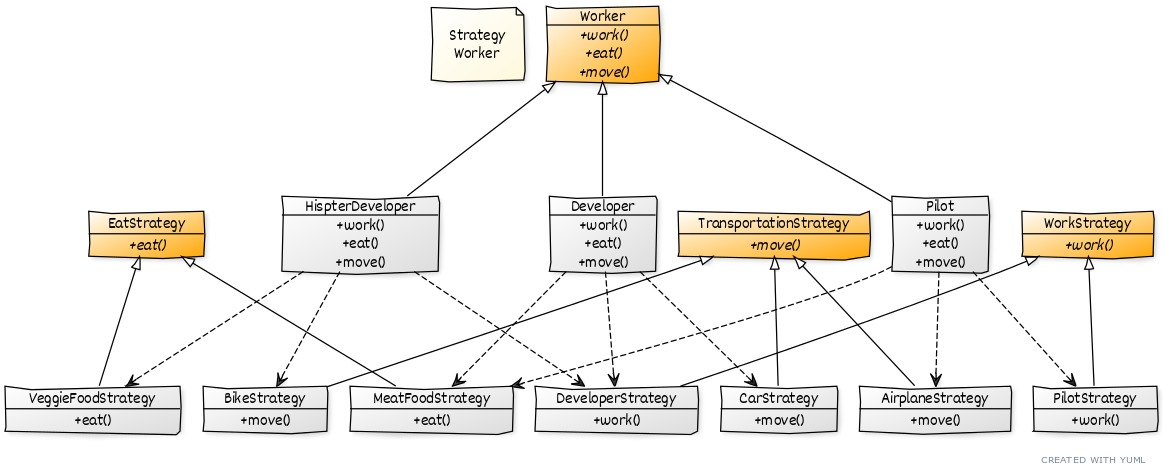 Strategy
Worker
Worker
+work()
+eat()
+move()
EatStrategy
+eat()
HispterDeveloper
+work()
+eat()
+move()
Developer
+work()
+eat()
+move()
TransportationStrategy
+move()
Pilot
+work()
+eat()
+move()
WorkStrategy
+work()
VeggieFoodStrategy
+eat()
BikeStrategy
+move()
MeatFoodStrategy
+eat()
DeveloperStrategy
+work()
CarStrategy
+move()
AirplaneStrategy
+move()
PilotStrategy
+work()
CREATED WITH YUML